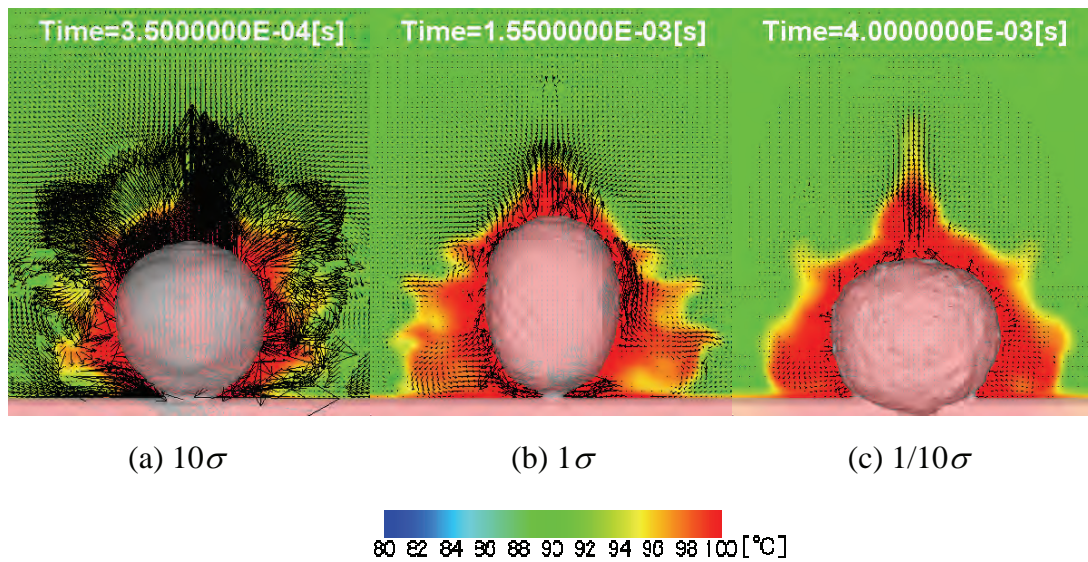 Time=3.5000000E-04[s] Time=1.5500000E-03[s] Time=4.0000000E-03[s]
(a) 10σ (b) 1σ (c) 1/10σ
80 82 84 86 88 90 92 94 96 98 100 [°C]